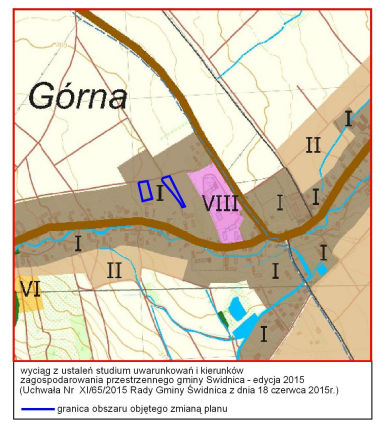 Górna
II
I
I
I
VIII
I
I
I
II
I
VI
I
wyciąg z ustaleń studium uwarunkowań i kierunków
zagospodarowania przestrzennego gminy Świdnica - edycja 2015
(Uchwała Nr XI/65/2015 Rady Gminy Świdnica z dnia 18 czerwca 2015r.)
granica obszaru objętego zmianą planu